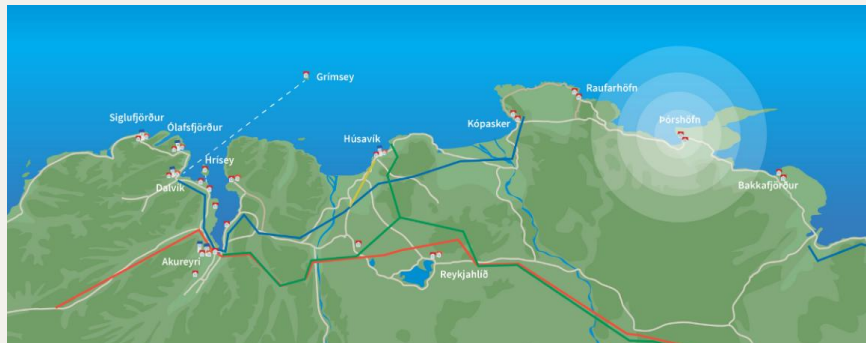 Grímsey
Siglufjörður
Ólafsfjörður
Hrísey
Dalvík
Akureyri
Húsavík
Kópasker
Raufarhöfn
Þórshöfn
Bakkafjörður
Reykjahlíð